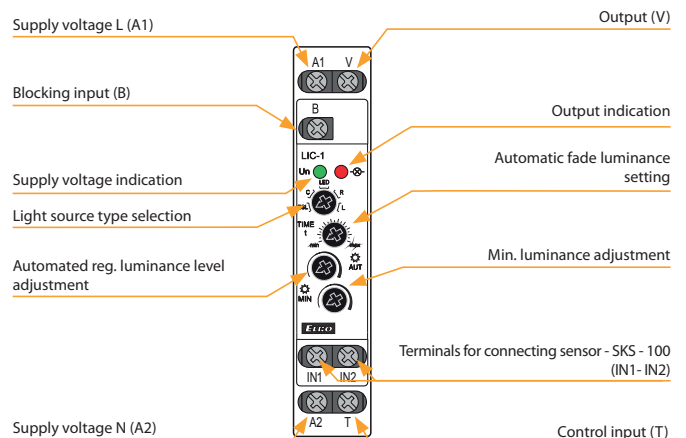 Supply voltage L (A1)
Output (V)
A1 V
Blocking input (B)
B
Output indication
LIC-1
Un
Automatic fade luminance
setting
Supply voltage indication
LED
C R
L
Light source type selection
TIME
t
min max
Automated reg. luminance level
adjustment
Min. luminance adjustment
AUT
MIN
ELKO
Terminals for connecting sensor - SKS - 100
(IN1- IN2)
IN1 IN2
Supply voltage N (A2)
A2 T
Control input (T)